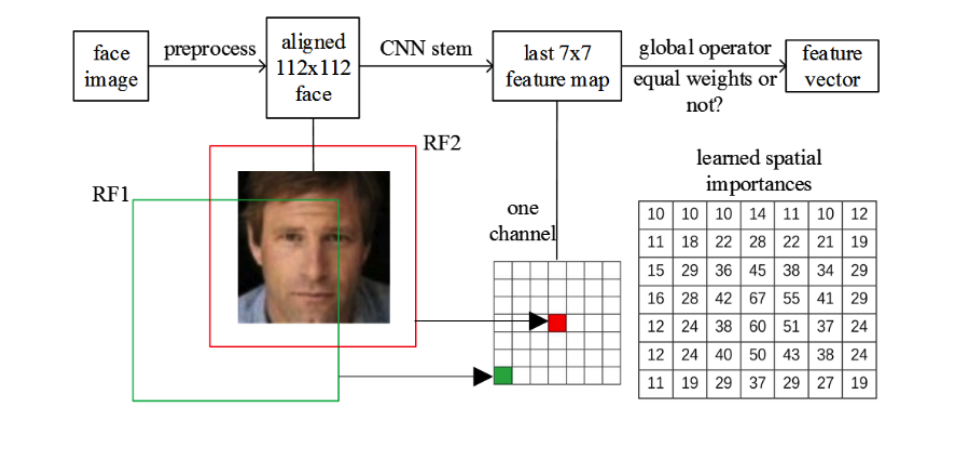 face
image
preprocess
aligned
112x112
face
CNN stem
last 7x7
feature map
global operator
equal weights or
not?
feature
vector
RF2
RF1
one
channel
learned spatial
importances
10 10 10 14 11 10 12
11 18 22 28 22 21 19
15 29 36 45 38 34 29
16 28 42 67 55 41 29
12 24 38 60 51 37 24
12 24 40 50 43 38 24
11 19 29 37 29 27 19